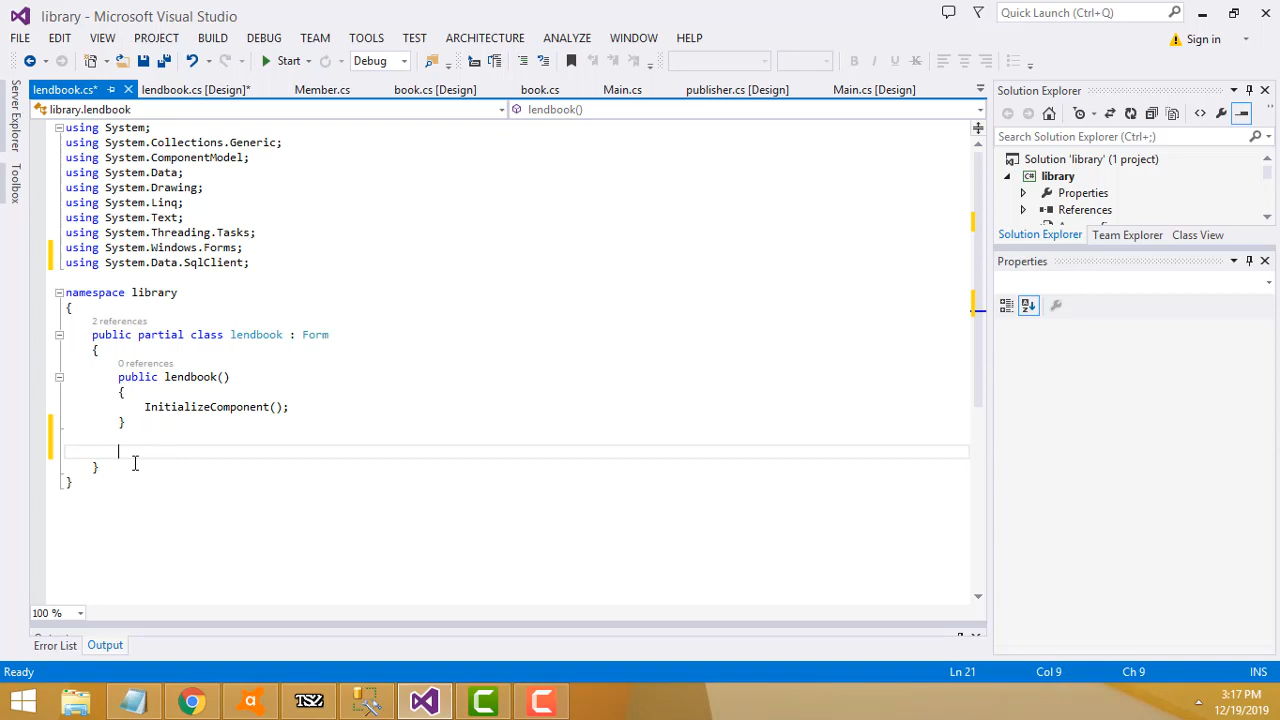 library - Microsoft Visual Studio
Quick Launch (Ctrl+Q)
FILE EDIT VIEW PROJECT BUILD DEBUG TEAM TOOLS TEST ARCHITECTURE ANALYZE WINDOW HELP
Sign in
Start
Debug
Server Explorer
Toolbox
lendbook.cs* lendbook.cs [Design]* Member.cs book.cs [Design] book.cs Main.cs publisher.cs [Design] Main.cs [Design]
library.lendbook
lendbook()
using System;
using System.Collections.Generic;
using System.ComponentModel;
using System.Data;
using System.Drawing;
using System.Linq;
using System.Text;
using System.Threading.Tasks;
using System.Windows.Forms;
using System.Data.SqlClient;
namespace library
{
2 references
public partial class lendbook : Form
{
0 references
public lendbook()
{
InitializeComponent();
}
}
}
100 %
Error List Output
Solution Explorer
Search Solution Explorer (Ctrl+;)
Solution 'library' (1 project)
C# library
Properties
References
Solution Explorer Team Explorer Class View
Properties
Ready
Ln 21 Col 9 Ch 9 INS
TSZ
3:17 PM
12/19/2019